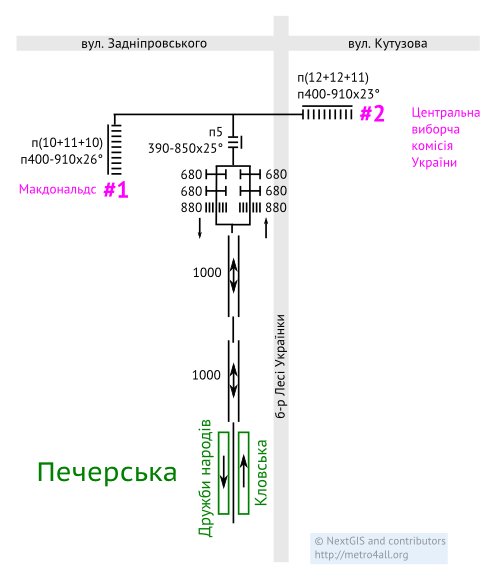 вул. Задніпровського
вул. Кутузова
п(12+12+11)
п400-910x23°
#2
Центральна
виборча
комісія
України
п(10+11+10)
п400-910x26°
п5
390-850x25°
Макдональдс #1
680 680
680 680
880 880
1000
1000
б-р Лесі Українки
Печерська
Дружби народів
Кловська
© NextGIS and contributors
http://metro4all.org